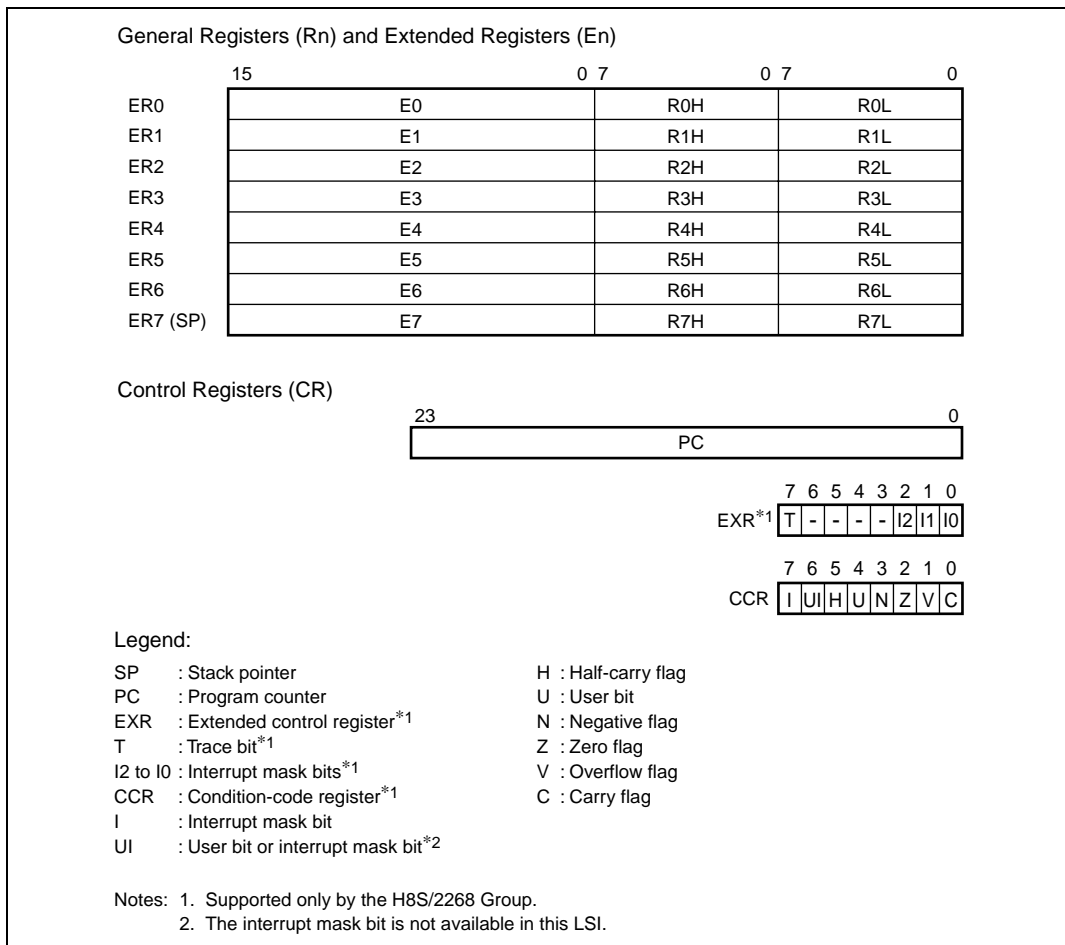 General Registers (Rn) and Extended Registers (En)
15 0 7 0 7 0
ER0 E0 R0H R0L
ER1 E1 R1H R1L
ER2 E2 R2H R2L
ER3 E3 R3H R3L
ER4 E4 R4H R4L
ER5 E5 R5H R5L
ER6 E6 R6H R6L
ER7 (SP) E7 R7H R7L
Control Registers (CR)
23 0
PC
7 6 5 4 3 2 1 0
EXR*1 T - - - - I2 I1 I0
7 6 5 4 3 2 1 0
CCR I UI H U N Z V C
Legend:
SP : Stack pointer
PC : Program counter
EXR : Extended control register*1
T : Trace bit*1
I2 to I0 : Interrupt mask bits*1
CCR : Condition-code register*1
I : Interrupt mask bit
UI : User bit or interrupt mask bit*2
H : Half-carry flag
U : User bit
N : Negative flag
Z : Zero flag
V : Overflow flag
C : Carry flag
Notes: 1. Supported only by the H8S/2268 Group.
2. The interrupt mask bit is not available in this LSI.